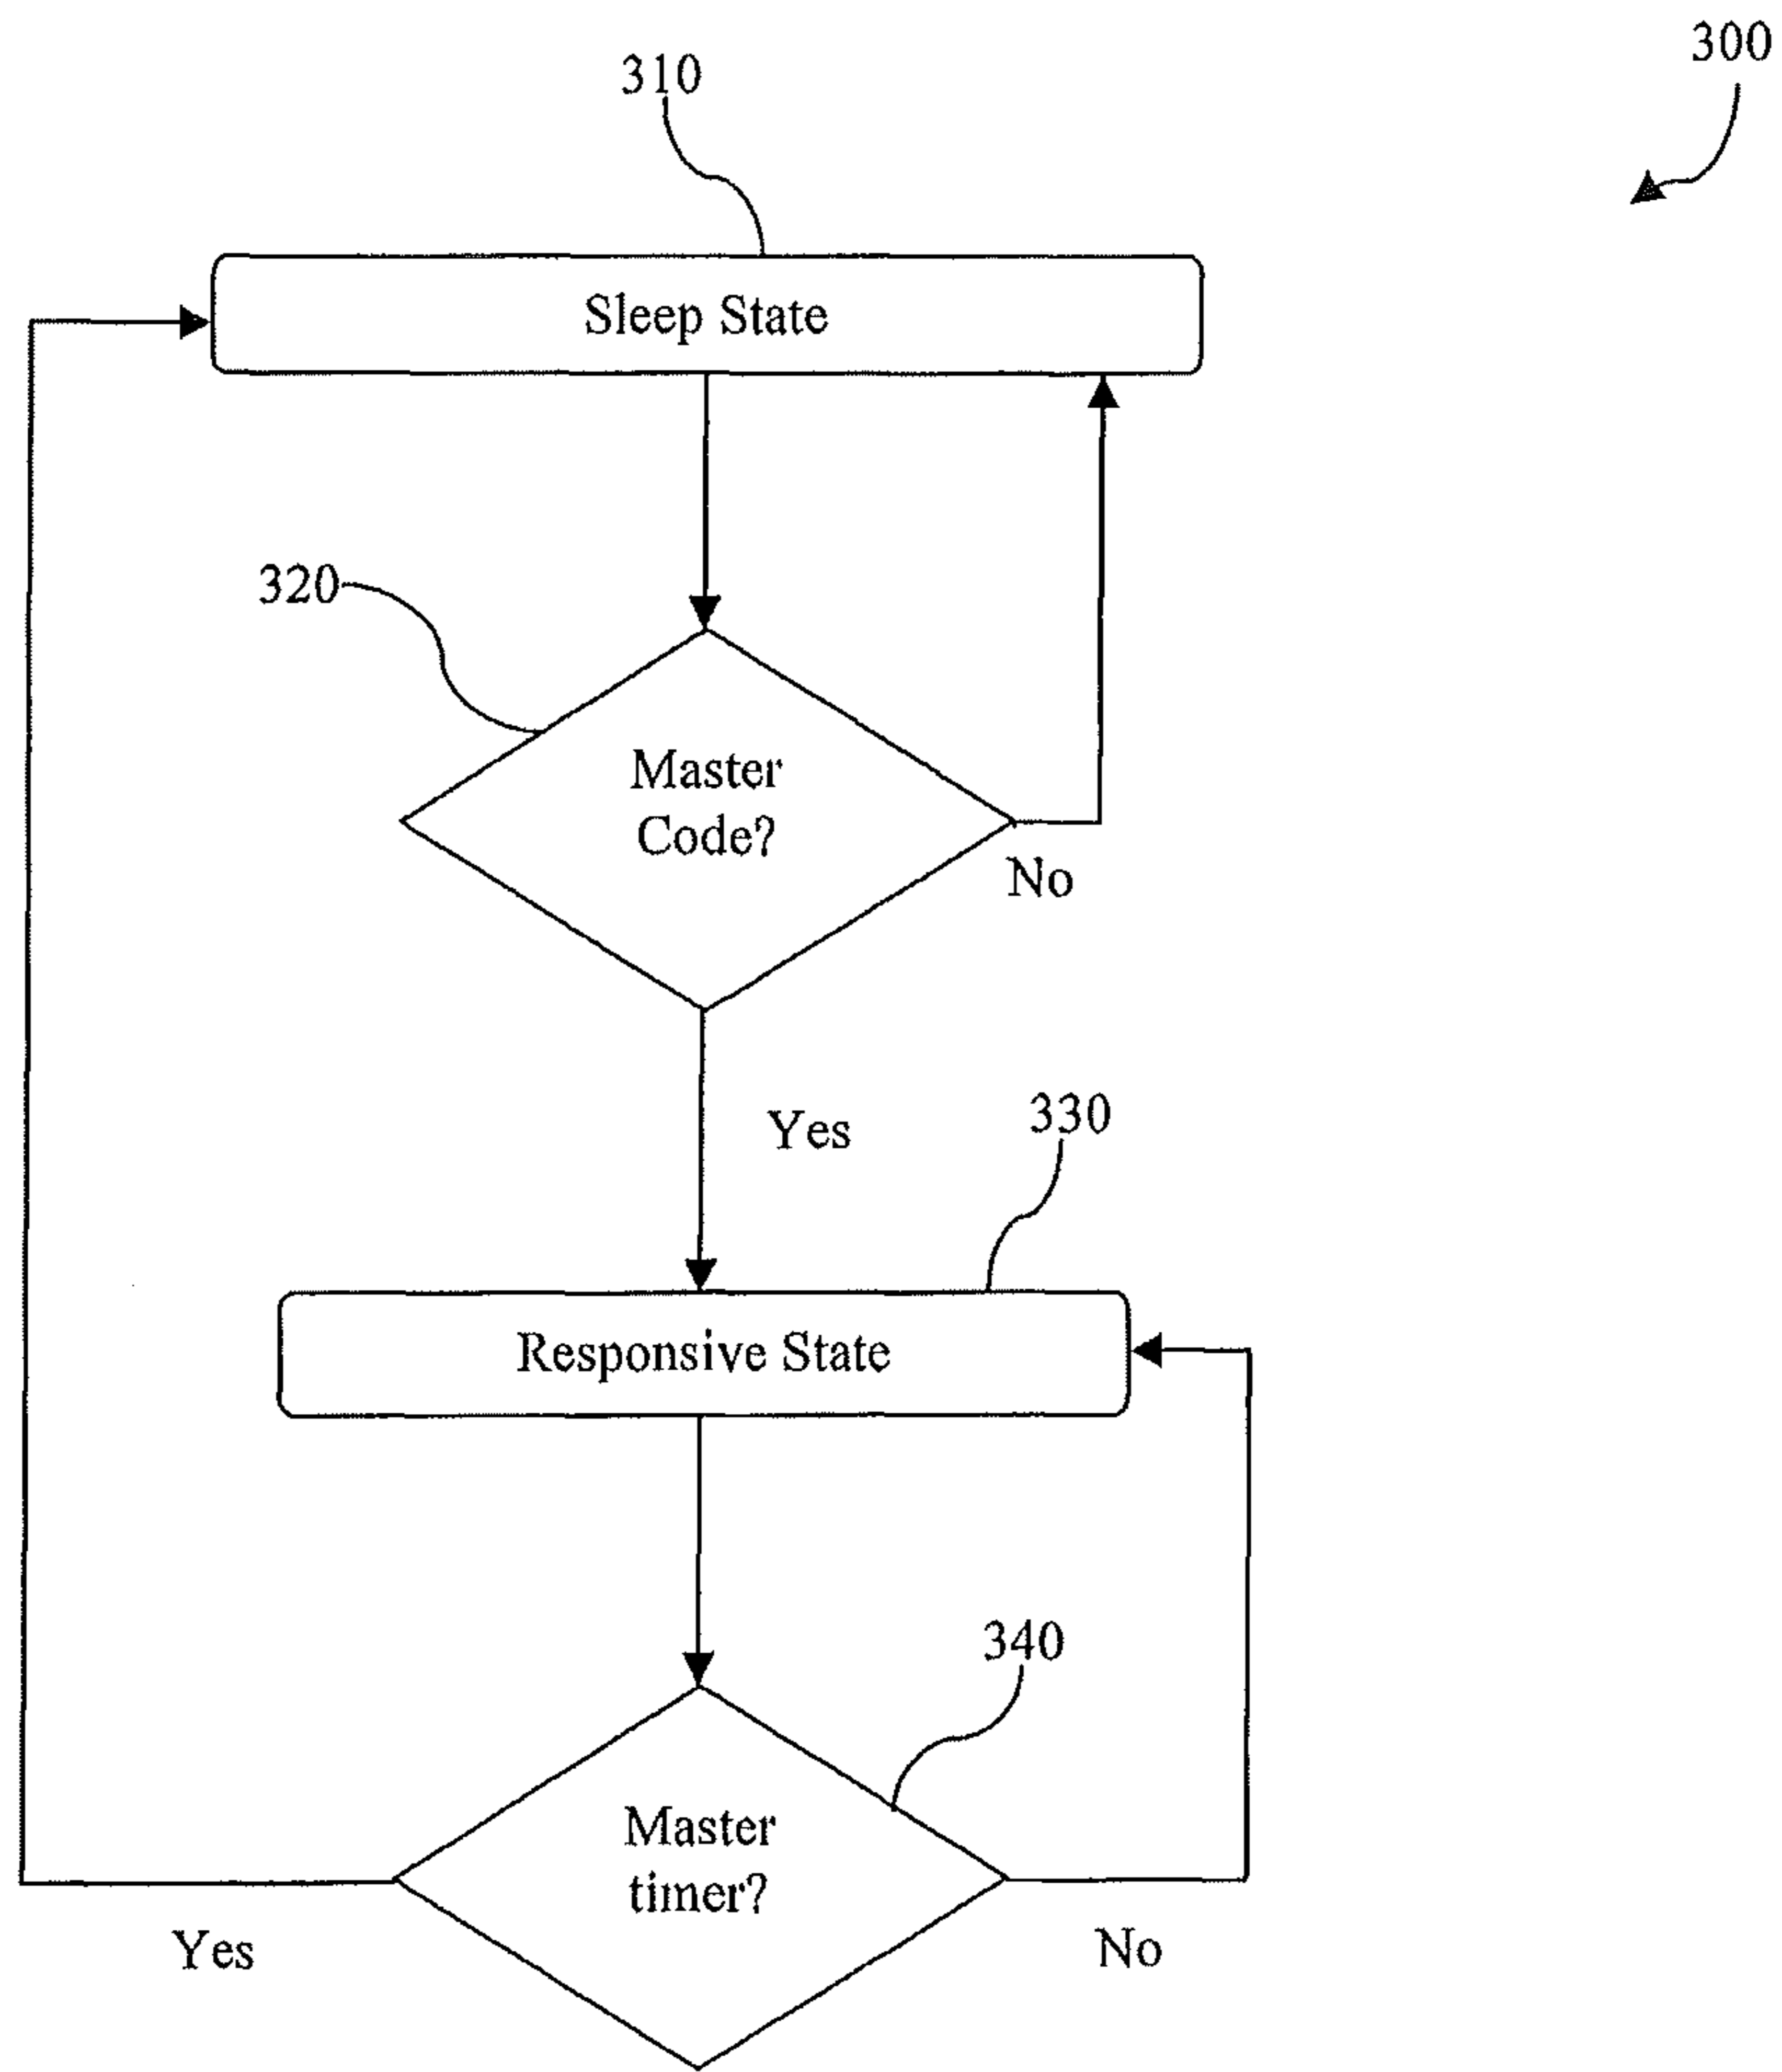 300
310
Sleep State
320
Master
Code?
No
Yes
330
Responsive State
340
Master
timer?
Yes
No